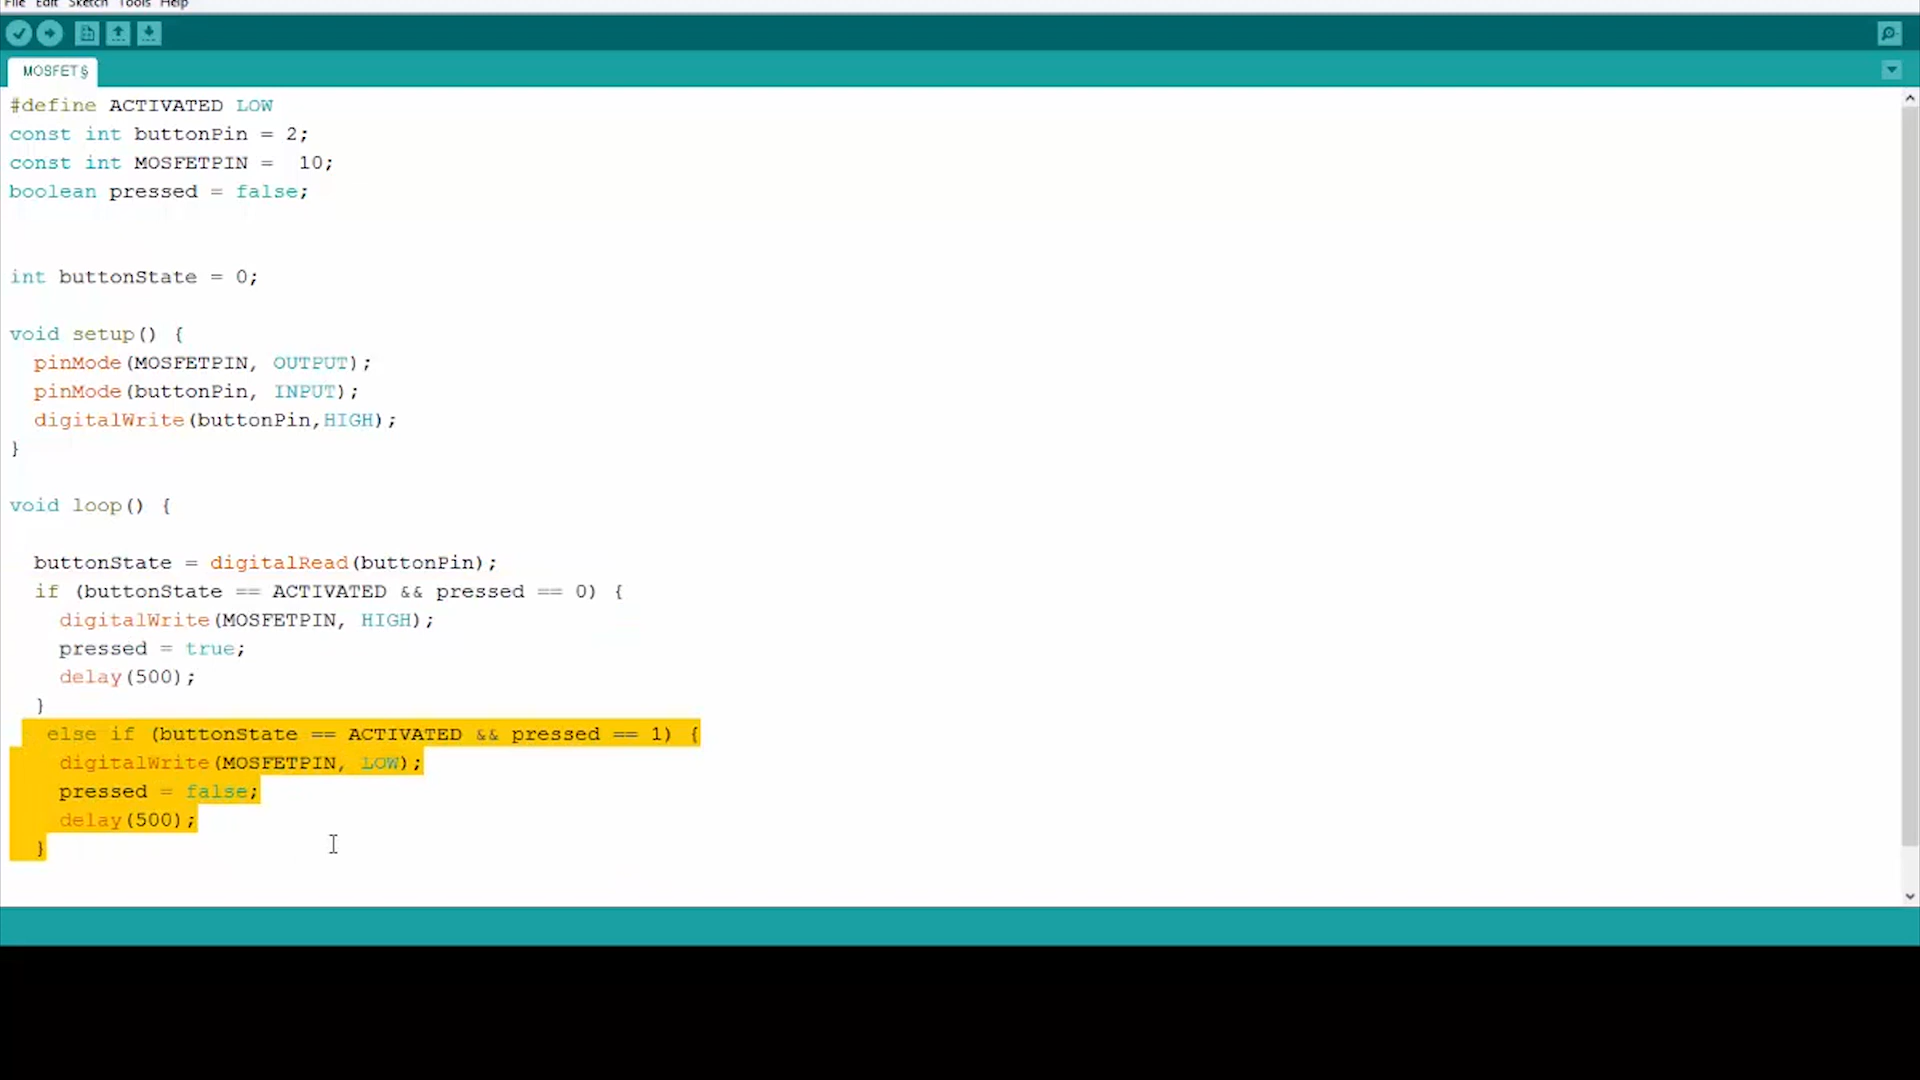 File Edit Sketch Tools Help
MOSFET§
#define ACTIVATED LOW
const int buttonPin = 2;
const int MOSFETPIN =  10;
boolean pressed = false;
int buttonState = 0;
void setup() {
  pinMode(MOSFETPIN, OUTPUT);
  pinMode(buttonPin, INPUT);
  digitalWrite(buttonPin,HIGH);
}
void loop() {
  buttonState = digitalRead(buttonPin);
  if (buttonState == ACTIVATED && pressed == 0) {
    digitalWrite(MOSFETPIN, HIGH);
    pressed = true;
    delay(500);
  }
   else if (buttonState == ACTIVATED && pressed == 1) {
    digitalWrite(MOSFETPIN, LOW);
    pressed = false;
    delay(500);
  }